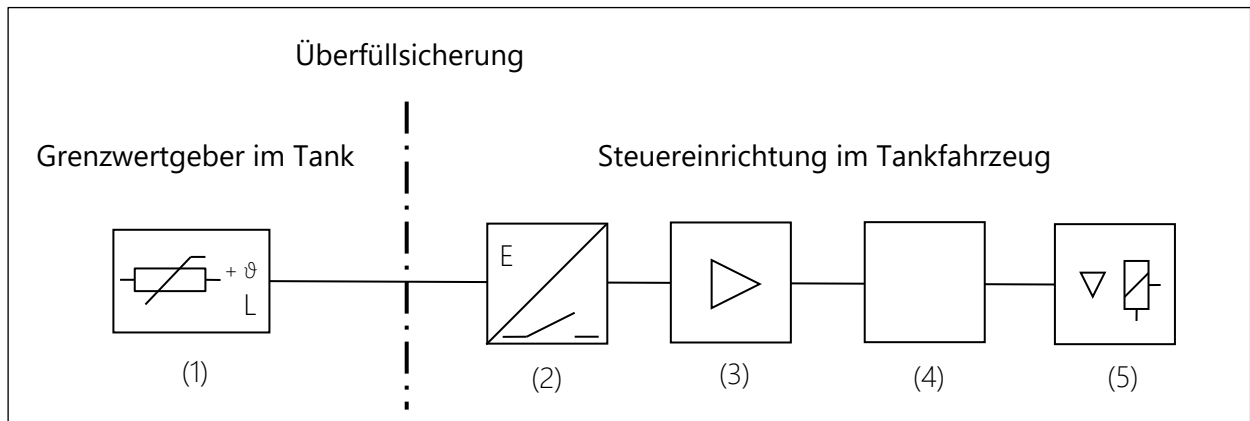 Überfüllsicherung
Grenzwertgeber im Tank
Steuereinrichtung im Tankfahrzeug
+ ϑ
L
E
(1)
(2)
(3)
(4)
(5)